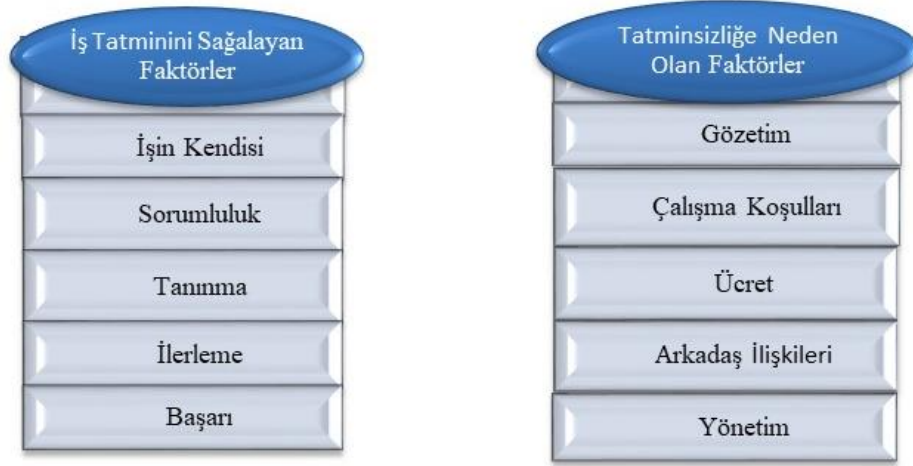 İş Tatminini Sağalayan
Faktörler
İşin Kendisi
Sorumluluk
Tanınma
İlerleme
Başarı
Tatminsizliğe Neden
Olan Faktörler
Gözetim
Çalışma Koşulları
Ücret
Arkadaş İlişkileri
Yönetim